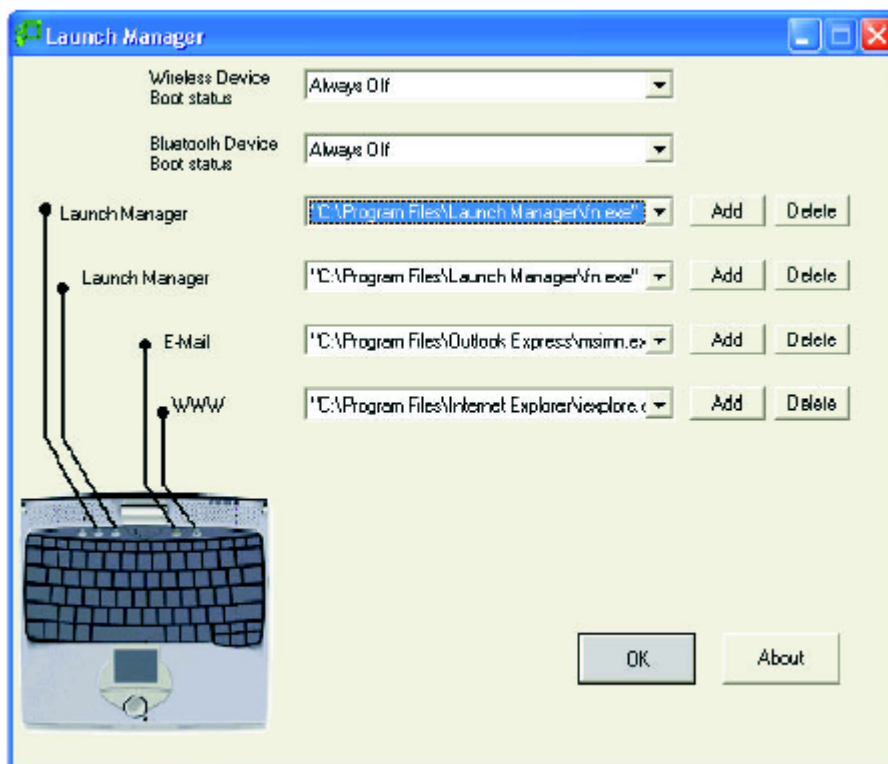 Launch Manager
Wireless Device
Boot status
Always Off
Bluetooth Device
Boot status
Always Off
Launch Manager
"C:\Program Files\Launch Manager\fn.exe"
Add
Delete
Launch Manager
"C:\Program Files\Launch Manager\fn.exe"
Add
Delete
E-Mail
"C:\Program Files\Outlook Express\msimn.ex
Add
Delete
WWW
"C:\Program Files\Internet Explorer\iexplore.e
Add
Delete
OK
About